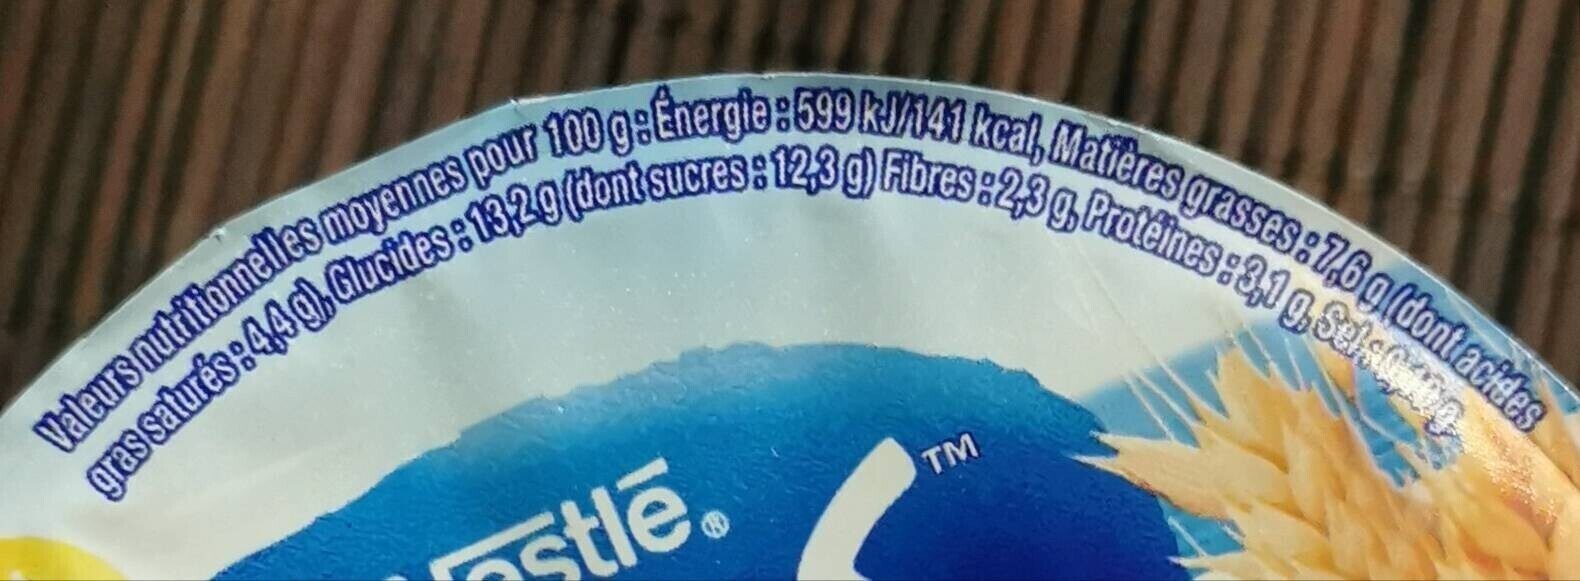 Valeurs nutritionnelles moyennes pour 100 g : Énergie : 599 kJ/141 kcal, Matières grasses : 7,6 g (dont acides
gras saturés : 4,4 g), Glucides : 13,2 g (dont sucres : 12,3 g) Fibres : 2,3 g, Protéines : 3,1 g, Sel :
estlé®
TM